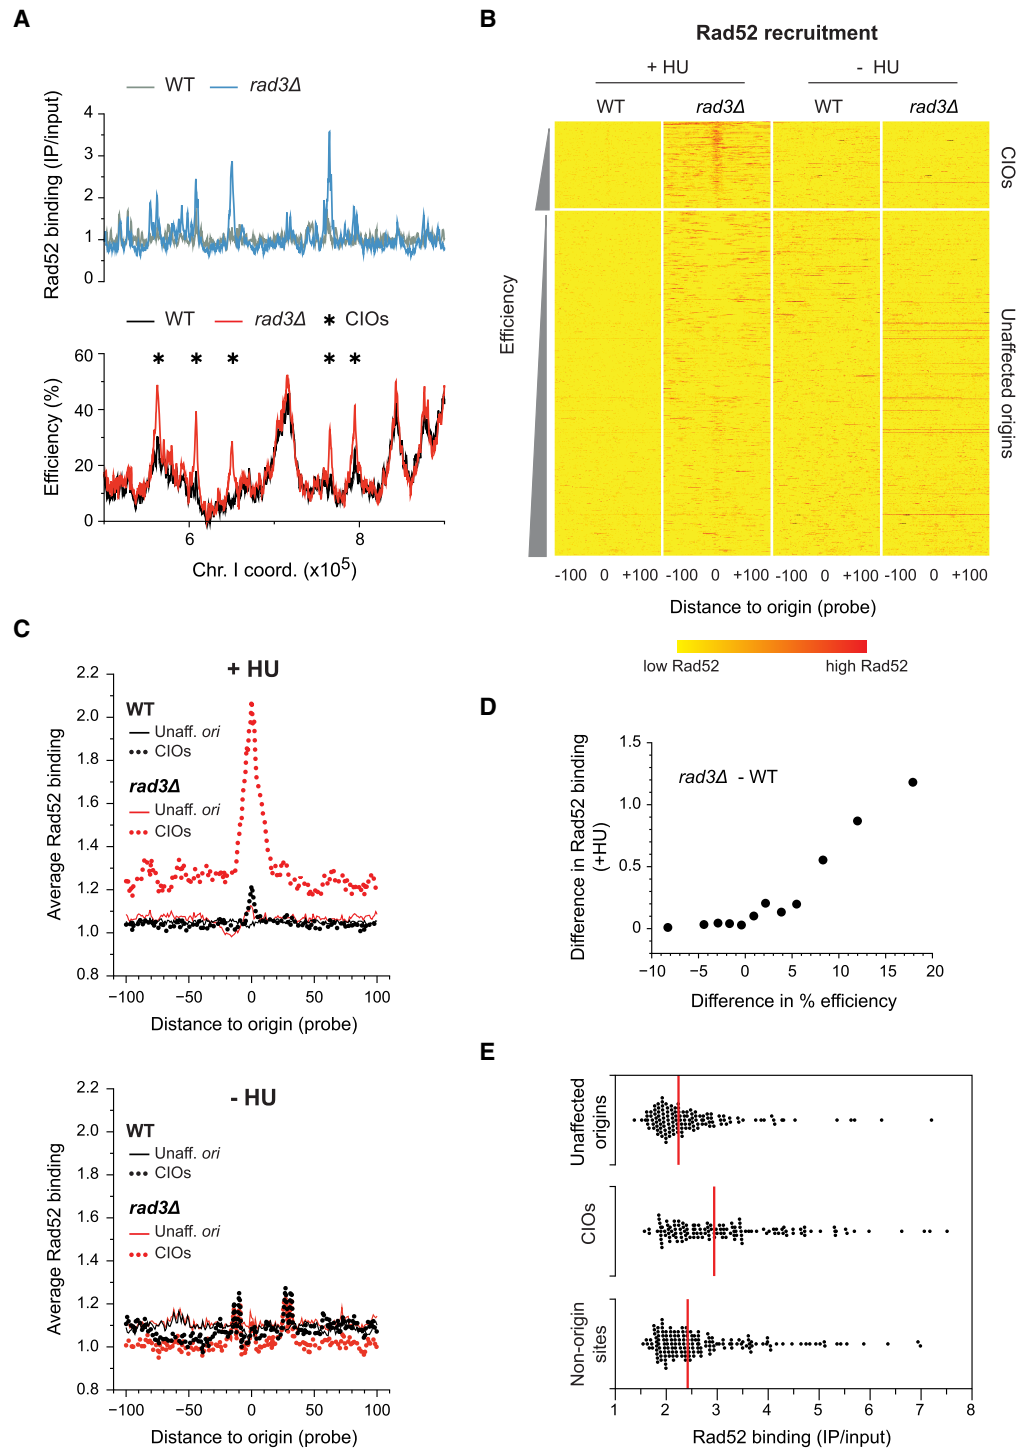 A
WT rad3Δ
Rad52 binding (IP/input)
4
3
2
1
0
WT rad3Δ * CIOs
* * * * *
Efficiency (%)
60
40
20
0
6 8
Chr. I coord. (x10⁵)
B
Rad52 recruitment
+ HU - HU
WT rad3Δ WT rad3Δ
Efficiency
CIOs
Unaffected origins
-100 0 +100 -100 0 +100 -100 0 +100 -100 0 +100
Distance to origin (probe)
low Rad52 high Rad52
C
+ HU
WT
Unaff. ori
CIOs
rad3Δ
Unaff. ori
CIOs
Average Rad52 binding
2.2
2.0
1.8
1.6
1.4
1.2
1.0
0.8
−100 −50 0 50 100
Distance to origin (probe)
- HU
WT
Unaff. ori
CIOs
rad3Δ
Unaff. ori
CIOs
Average Rad52 binding
2.2
2.0
1.8
1.6
1.4
1.2
1.0
0.8
−100 −50 0 50 100
Distance to origin (probe)
D
rad3Δ - WT
Difference in Rad52 binding
(+HU)
1.5
1.0
0.5
0
−10 −5 0 5 10 15 20
Difference in % efficiency
E
Unaffected
origins
CIOs
Non-origin
sites
1 2 3 4 5 6 7 8
Rad52 binding (IP/input)